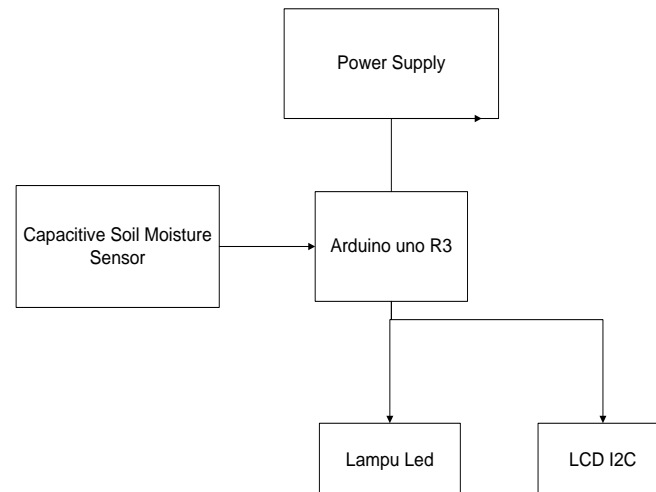 Power Supply
Capacitive Soil Moisture
Sensor
Arduino uno R3
Lampu Led
LCD I2C